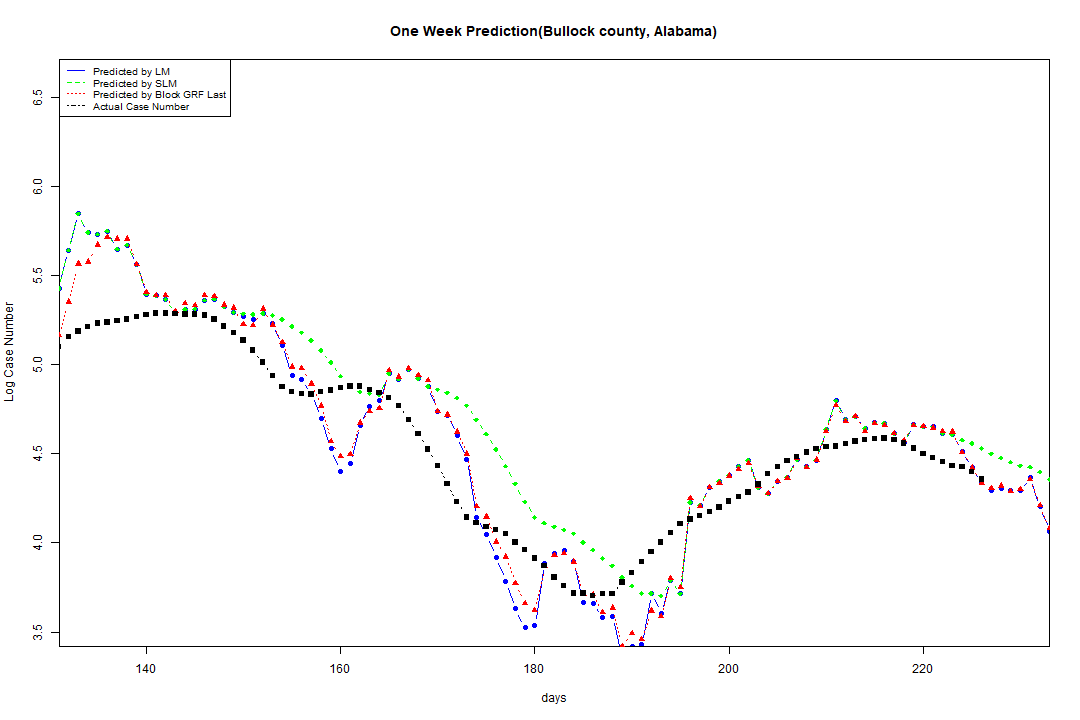 One Week Prediction(Bullock county, Alabama)
Predicted by LM
Predicted by SLM
Predicted by Block GRF Last
Actual Case Number
6.5
6.0
5.5
5.0
4.5
4.0
3.5
Log Case Number
140 160 180 200 220
days